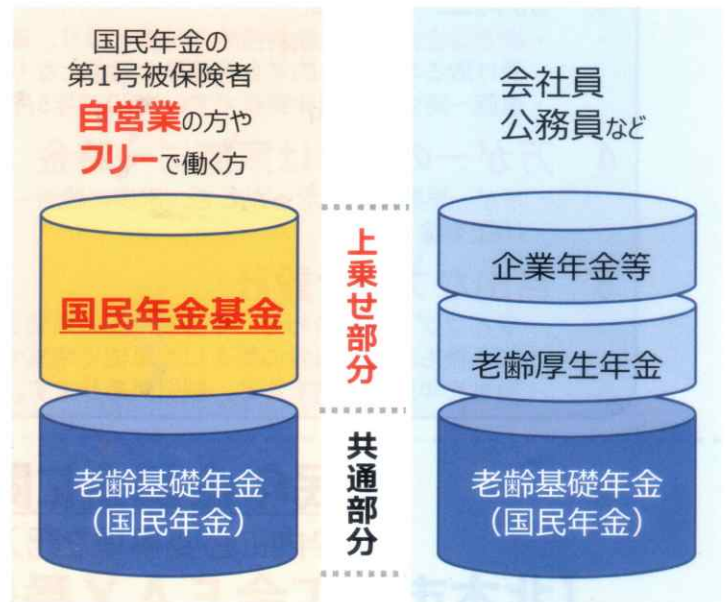 国民年金の
第1号被保険者
自営業の方や
フリーで働く方
国民年金基金
老齢基礎年金
（国民年金）
上乗せ部分
共通部分
会社員
公務員など
企業年金等
老齢厚生年金
老齢基礎年金
（国民年金）